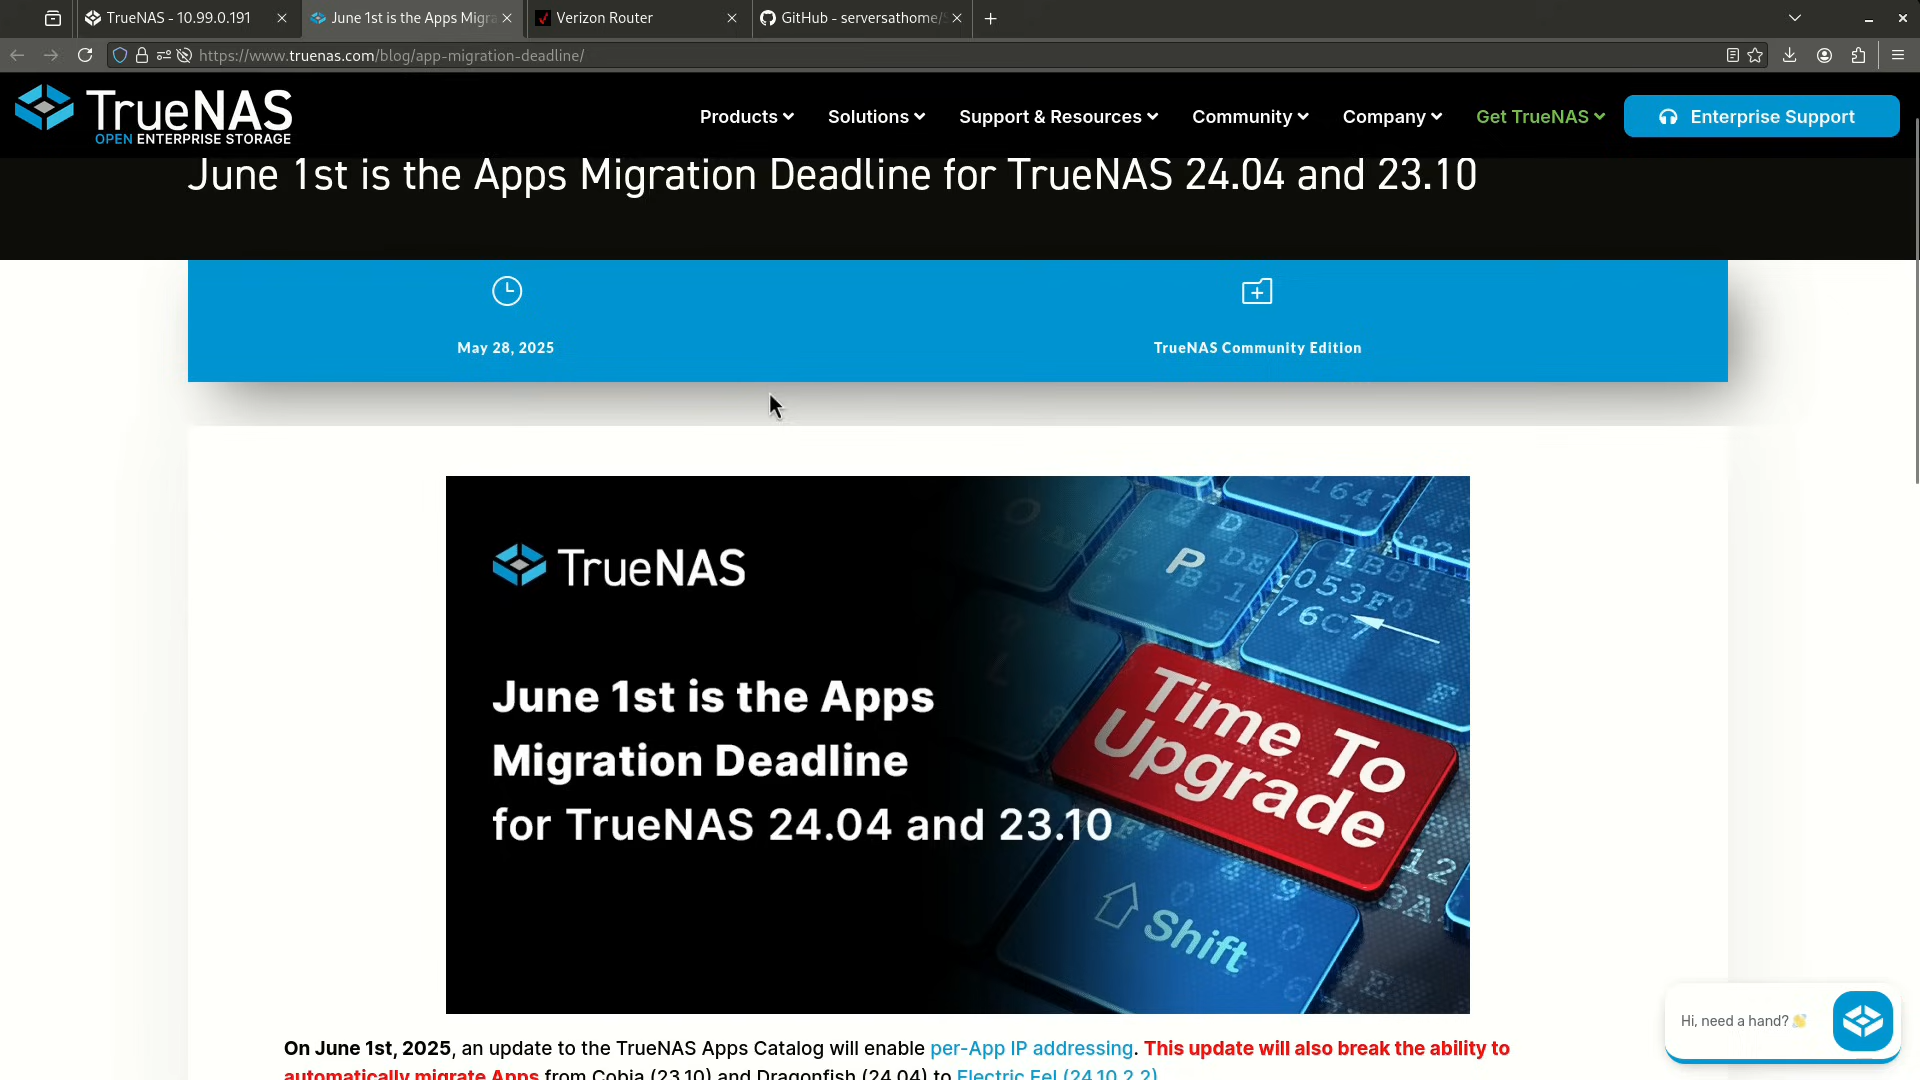 TrueNAS - 10.99.0.191
June 1st is the Apps Migra
Verizon Router
GitHub - serversathome/
https://www.truenas.com/blog/app-migration-deadline/
TrueNAS
OPEN ENTERPRISE STORAGE
Products
Solutions
Support & Resources
Community
Company
Get TrueNAS
Enterprise Support
June 1st is the Apps Migration Deadline for TrueNAS 24.04 and 23.10
May 28, 2025
TrueNAS Community Edition
TrueNAS
June 1st is the Apps
Migration Deadline
for TrueNAS 24.04 and 23.10
P
053F0
76C7
Time To
Upgrade
Shift
Hi, need a hand? 👋
On June 1st, 2025, an update to the TrueNAS Apps Catalog will enable per-App IP addressing. This update will also break the ability to
automatically migrate Apps from Cobia (23.10) and Dragonfish (24.04) to Electric Eel (24.10.2.2)